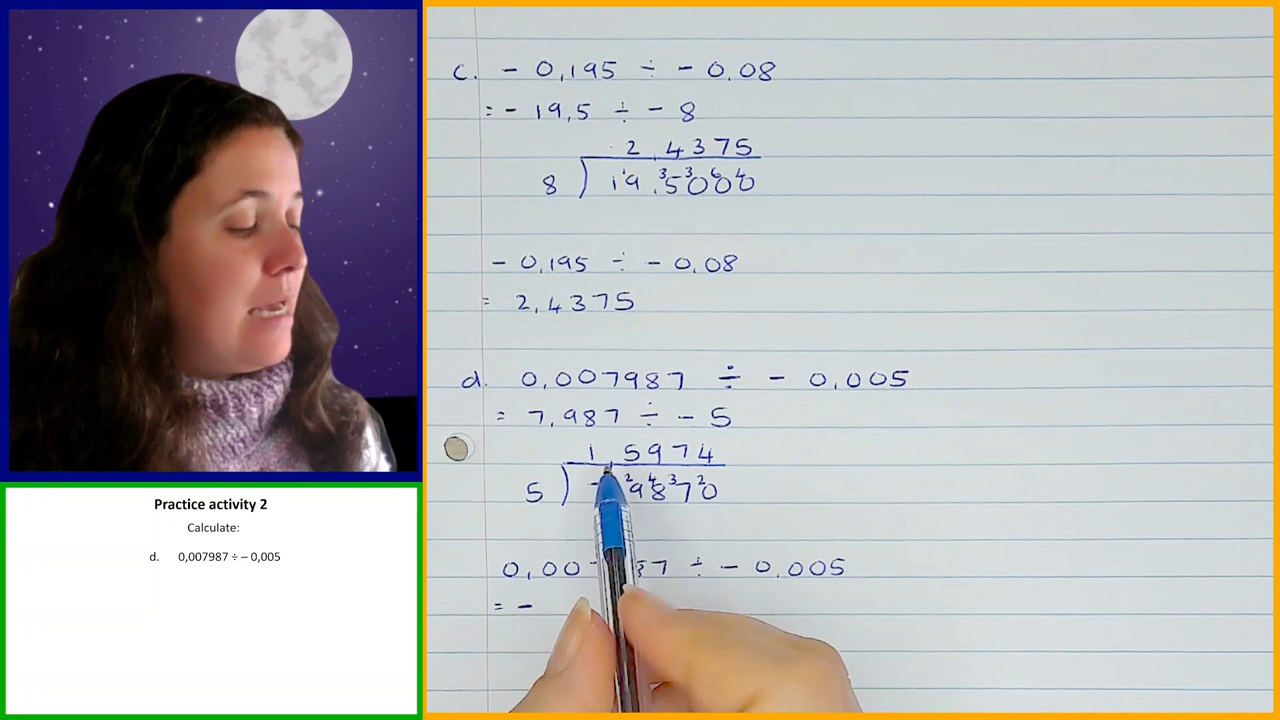 c. - 0,195 ÷ - 0.08
= - 19,5 ÷ - 8
2,4375
8 ) 19,5000
- 0,195 ÷ - 0,08
= 2,4375
d. 0,007987 ÷ - 0,005
= 7,987 ÷ - 5
1,5974
5 ) 9870
0,00 7 ÷ - 0,005
= -
Practice activity 2
Calculate:
d. 0,007987 ÷ – 0,005